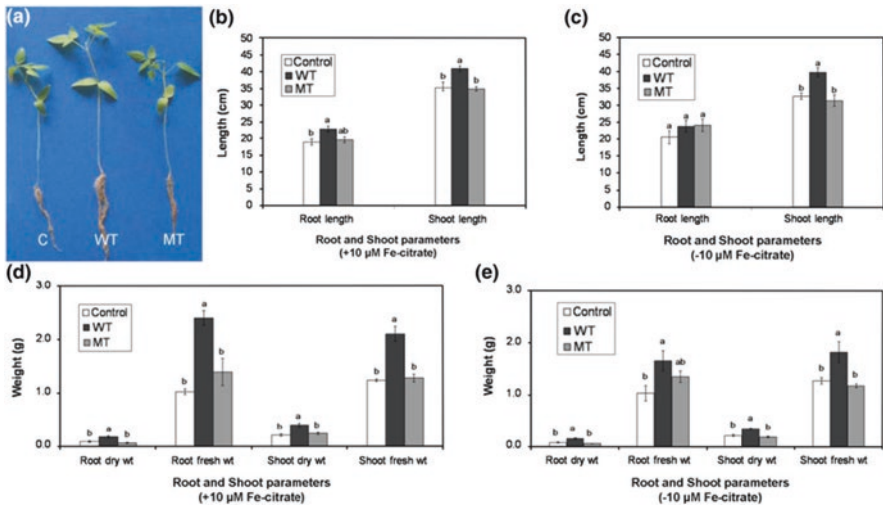 (a)
C WT MT
(b)
50
45
40
35
30
25
20
15
10
5
0
Length (cm)
Control
WT
MT
b a ab
b a b
Root length Shoot length
Root and Shoot parameters
(+10 µM Fe-citrate)
(c)
50
45
40
35
30
25
20
15
10
5
0
Length (cm)
Control
WT
MT
a a a
b a b
Root length Shoot length
Root and Shoot parameters
(-10 µM Fe-citrate)
(d)
3.0
2.0
1.0
0.0
Weight (g)
Control
WT
MT
b a b
b a b
b a b
b a b
Root dry wt Root fresh wt Shoot dry wt Shoot fresh wt
Root and Shoot parameters
(+10 µM Fe-citrate)
(e)
3.0
2.0
1.0
0.0
Weight (g)
Control
WT
MT
b a b
b a ab
b a b
b a b
Root dry wt Root fresh wt Shoot dry wt Shoot fresh wt
Root and Shoot parameters
(-10 µM Fe-citrate)